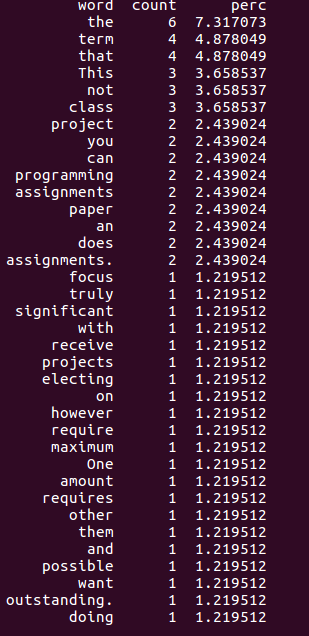 word count perc
the 6 7.317073
term 4 4.878049
that 4 4.878049
This 3 3.658537
not 3 3.658537
class 3 3.658537
project 2 2.439024
you 2 2.439024
can 2 2.439024
programming 2 2.439024
assignments 2 2.439024
paper 2 2.439024
an 2 2.439024
does 2 2.439024
assignments. 2 2.439024
focus 1 1.219512
truly 1 1.219512
significant 1 1.219512
with 1 1.219512
receive 1 1.219512
projects 1 1.219512
electing 1 1.219512
on 1 1.219512
however 1 1.219512
require 1 1.219512
maximum 1 1.219512
One 1 1.219512
amount 1 1.219512
requires 1 1.219512
other 1 1.219512
them 1 1.219512
and 1 1.219512
possible 1 1.219512
want 1 1.219512
outstanding. 1 1.219512
doing 1 1.219512